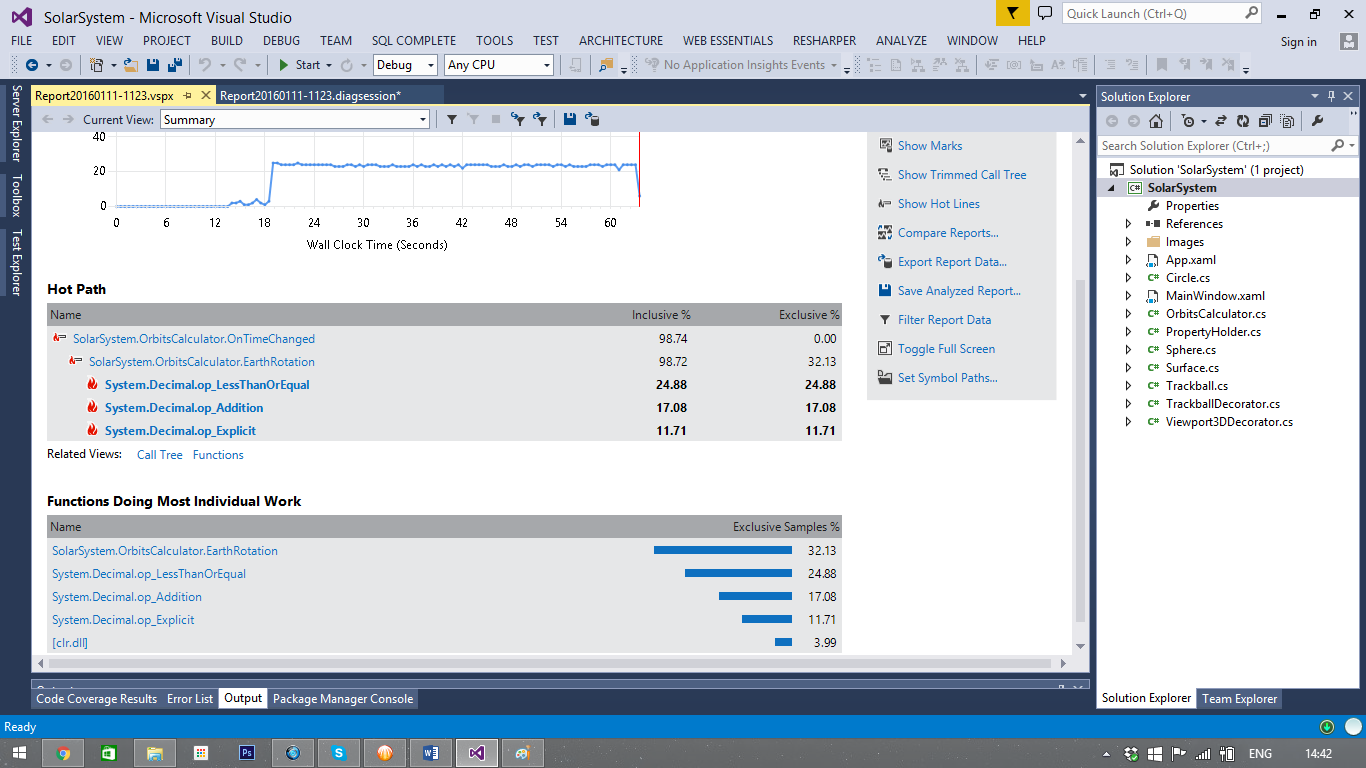 SolarSystem - Microsoft Visual Studio
Quick Launch (Ctrl+Q)
FILE EDIT VIEW PROJECT BUILD DEBUG TEAM SQL COMPLETE TOOLS TEST ARCHITECTURE WEB ESSENTIALS RESHARPER ANALYZE WINDOW HELP
Sign in
Start Debug Any CPU No Application Insights Events
Server Explorer
Toolbox
Test Explorer
Report20160111-1123.vspx Report20160111-1123.diagsession*
Current View: Summary
40
20
0
0 6 12 18 24 30 36 42 48 54 60
Wall Clock Time (Seconds)
Hot Path
Name Inclusive % Exclusive %
SolarSystem.OrbitsCalculator.OnTimeChanged 98.74 0.00
SolarSystem.OrbitsCalculator.EarthRotation 98.72 32.13
System.Decimal.op_LessThanOrEqual 24.88 24.88
System.Decimal.op_Addition 17.08 17.08
System.Decimal.op_Explicit 11.71 11.71
Related Views: Call Tree Functions
Functions Doing Most Individual Work
Name Exclusive Samples %
SolarSystem.OrbitsCalculator.EarthRotation 32.13
System.Decimal.op_LessThanOrEqual 24.88
System.Decimal.op_Addition 17.08
System.Decimal.op_Explicit 11.71
[clr.dll] 3.99
Show Marks
Show Trimmed Call Tree
Show Hot Lines
Compare Reports...
Export Report Data...
Save Analyzed Report...
Filter Report Data
Toggle Full Screen
Set Symbol Paths...
Solution Explorer
Search Solution Explorer (Ctrl+;)
Solution 'SolarSystem' (1 project)
C# SolarSystem
Properties
References
Images
App.xaml
C# Circle.cs
MainWindow.xaml
C# OrbitsCalculator.cs
C# PropertyHolder.cs
C# Sphere.cs
C# Surface.cs
C# Trackball.cs
C# TrackballDecorator.cs
C# Viewport3DDecorator.cs
Code Coverage Results Error List Output Package Manager Console
Solution Explorer Team Explorer
Ready
Ps
ENG 14:42